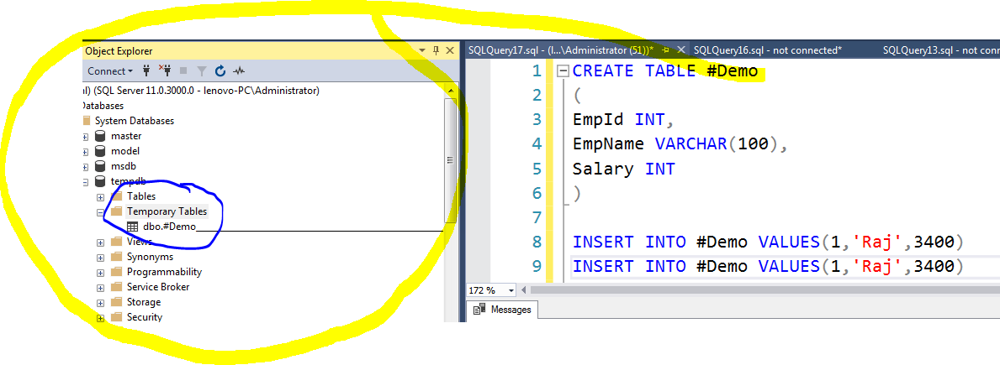 Object Explorer
Connect
al) (SQL Server 11.0.3000.0 - lenovo-PC\Administrator)
Databases
System Databases
master
model
msdb
tempdb
Tables
Temporary Tables
dbo.#Demo
Views
Synonyms
Programmability
Service Broker
Storage
Security
SQLQuery17.sql - (l...\Administrator (51))* SQLQuery16.sql - not connected* SQLQuery13.sql - not conn
1 CREATE TABLE #Demo
2 (
3 EmpId INT,
4 EmpName VARCHAR(100),
5 Salary INT
6 )
7
8 INSERT INTO #Demo VALUES(1,'Raj',3400)
9 INSERT INTO #Demo VALUES(1,'Raj',3400)
172 %
Messages